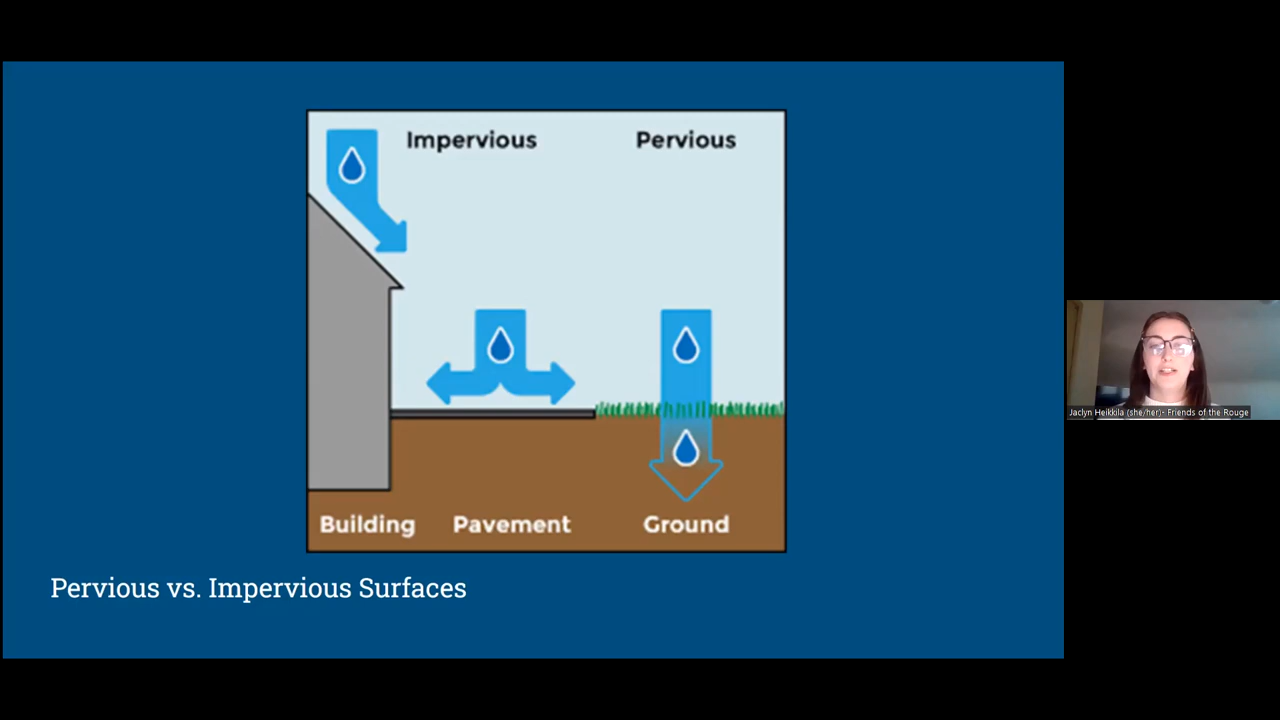 Impervious Pervious
Building Pavement Ground
Pervious vs. Impervious Surfaces
Jaclyn Heikkila (she/her)- Friends of the Rouge